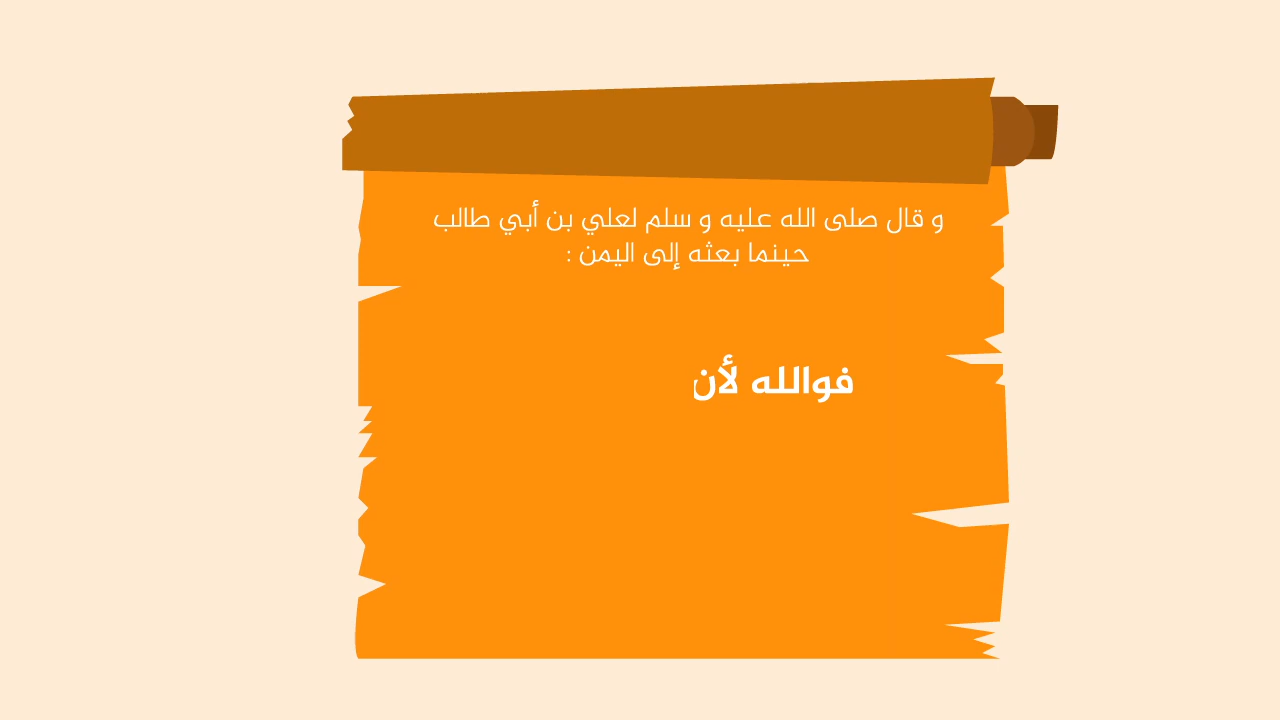 و قال صلى الله عليه و سلم لعلي بن أبي طالب
حينما بعثه إلى اليمن :
فوالله لأن